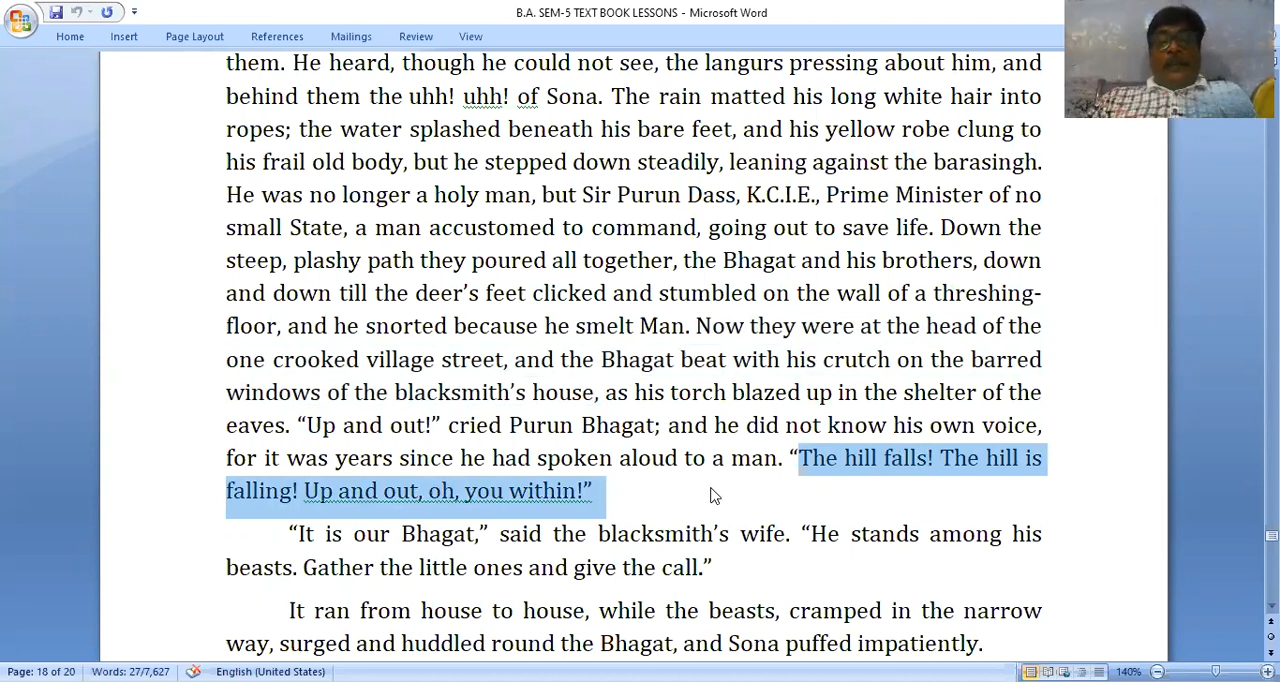 B.A. SEM-5 TEXT BOOK LESSONS - Microsoft Word
Home Insert Page Layout References Mailings Review View
them. He heard, though he could not see, the langurs pressing about him, and
behind them the uhh! uhh! of Sona. The rain matted his long white hair into
ropes; the water splashed beneath his bare feet, and his yellow robe clung to
his frail old body, but he stepped down steadily, leaning against the barasingh.
He was no longer a holy man, but Sir Purun Dass, K.C.I.E., Prime Minister of no
small State, a man accustomed to command, going out to save life. Down the
steep, plashy path they poured all together, the Bhagat and his brothers, down
and down till the deer’s feet clicked and stumbled on the wall of a threshing-
floor, and he snorted because he smelt Man. Now they were at the head of the
one crooked village street, and the Bhagat beat with his crutch on the barred
windows of the blacksmith’s house, as his torch blazed up in the shelter of the
eaves. “Up and out!” cried Purun Bhagat; and he did not know his own voice,
for it was years since he had spoken aloud to a man. “The hill falls! The hill is
falling! Up and out, oh, you within!”
“It is our Bhagat,” said the blacksmith’s wife. “He stands among his
beasts. Gather the little ones and give the call.”
It ran from house to house, while the beasts, cramped in the narrow
way, surged and huddled round the Bhagat, and Sona puffed impatiently.
Page: 18 of 20 Words: 27/7,627 English (United States) 140%